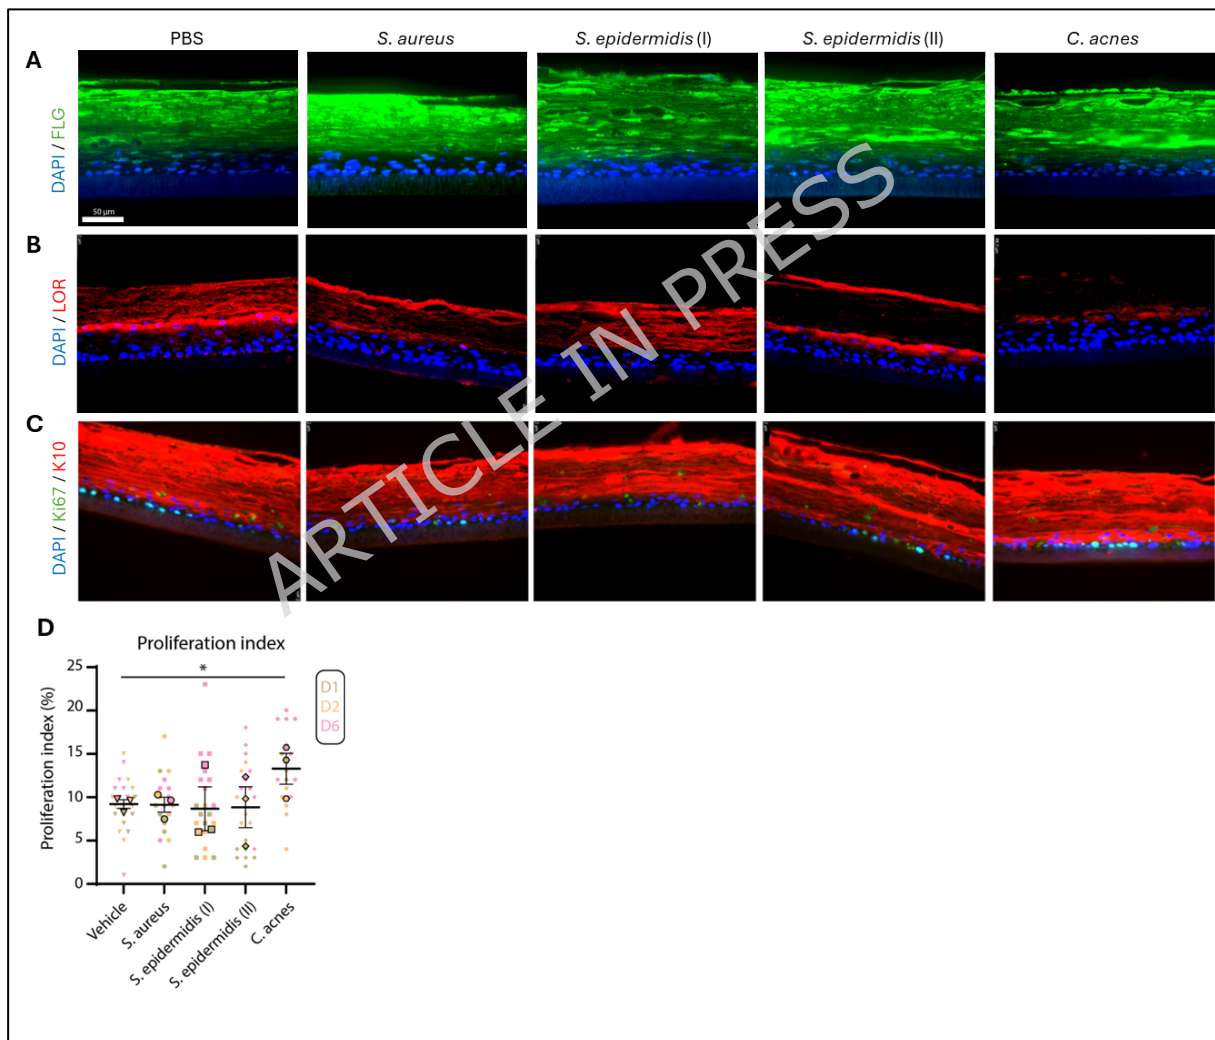 PBS
S. aureus
S. epidermidis (I)
S. epidermidis (II)
C. acnes
A
DAPI / FLG
50 µm
B
DAPI / LOR
C
DAPI / Ki67 / K10
ARTICLE IN PRESS
D
Proliferation index
*
25
20
15
10
5
0
Proliferation index (%)
D1
D2
D6
Vehicle
S. aureus
S. epidermidis (I)
S. epidermidis (II)
C. acnes